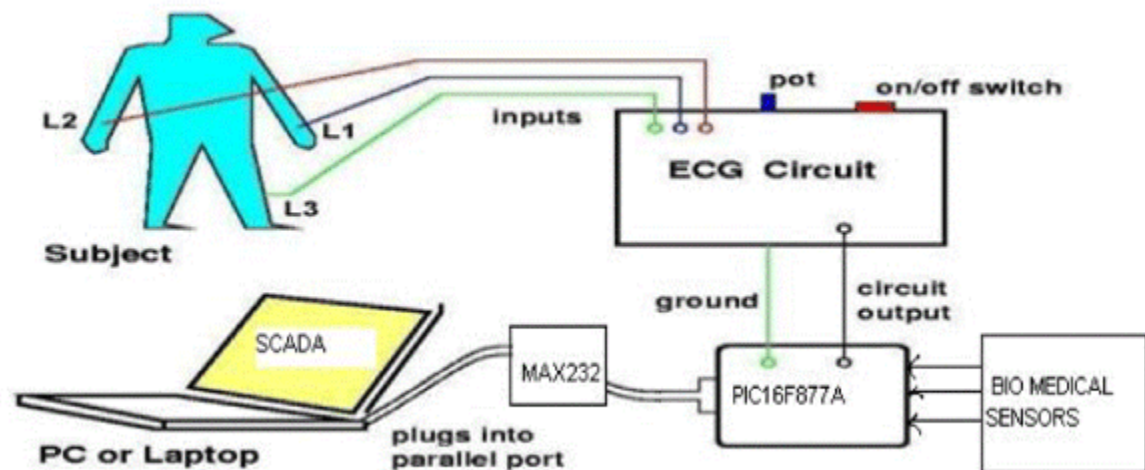 pot
on/off switch
L2
L1
inputs
ECG Circuit
L3
Subject
ground
circuit
output
SCADA
MAX232
PIC16F877A
BIO MEDICAL
SENSORS
PC or Laptop
plugs into
parallel port